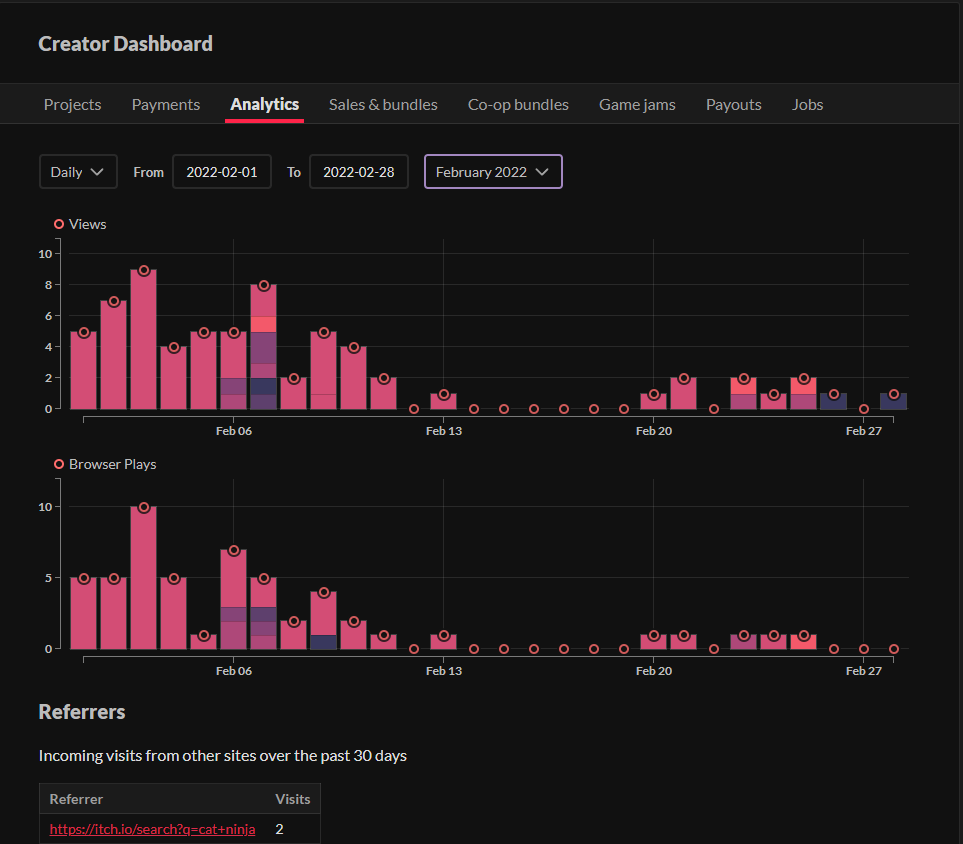 Creator Dashboard
Projects Payments Analytics Sales & bundles Co-op bundles Game jams Payouts Jobs
Daily From 2022-02-01 To 2022-02-28 February 2022
Views
10
8
6
4
2
0
Feb 06 Feb 13 Feb 20 Feb 27
Browser Plays
10
5
0
Feb 06 Feb 13 Feb 20 Feb 27
Referrers
Incoming visits from other sites over the past 30 days
Referrer Visits
https://itch.io/search?q=cat+ninja 2